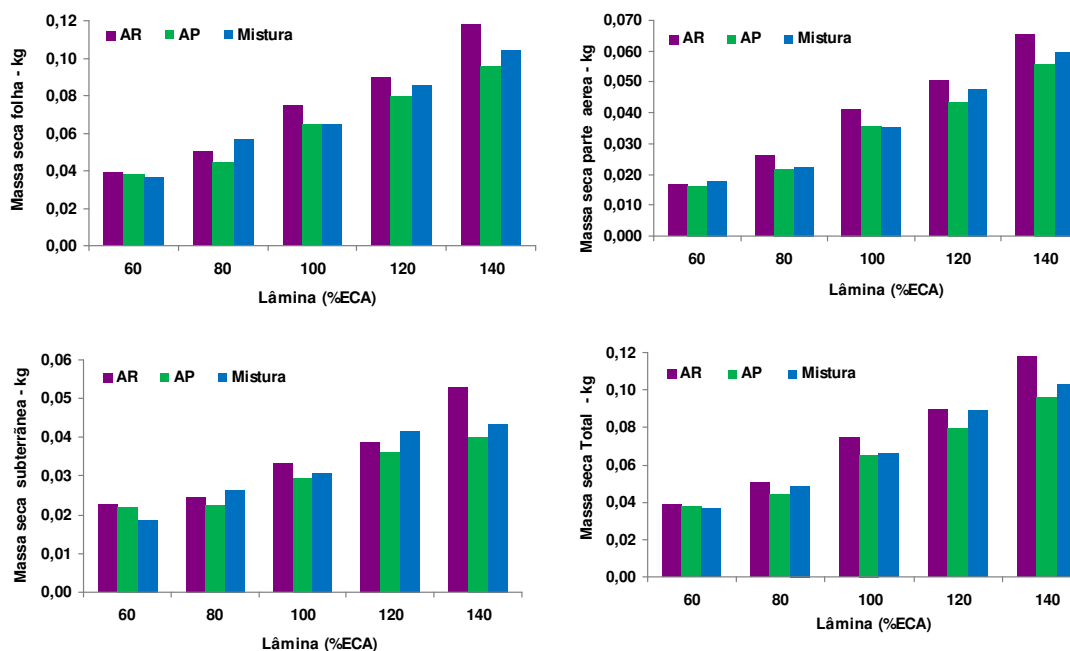 Massa seca folha - kg
0,12
0,10
0,08
0,06
0,04
0,02
0,00
AR AP Mistura
60 80 100 120 140
Lâmina (%ECA)
Massa seca parte aerea - kg
0,070
0,060
0,050
0,040
0,030
0,020
0,010
0,000
AR AP Mistura
60 80 100 120 140
Lâmina (%ECA)
Massa seca subterrânea - kg
0,06
0,05
0,04
0,03
0,02
0,01
0,00
AR AP Mistura
60 80 100 120 140
Lâmina (%ECA)
Massa seca Total - kg
0,12
0,10
0,08
0,06
0,04
0,02
0,00
AR AP Mistura
60 80 100 120 140
Lâmina (%ECA)